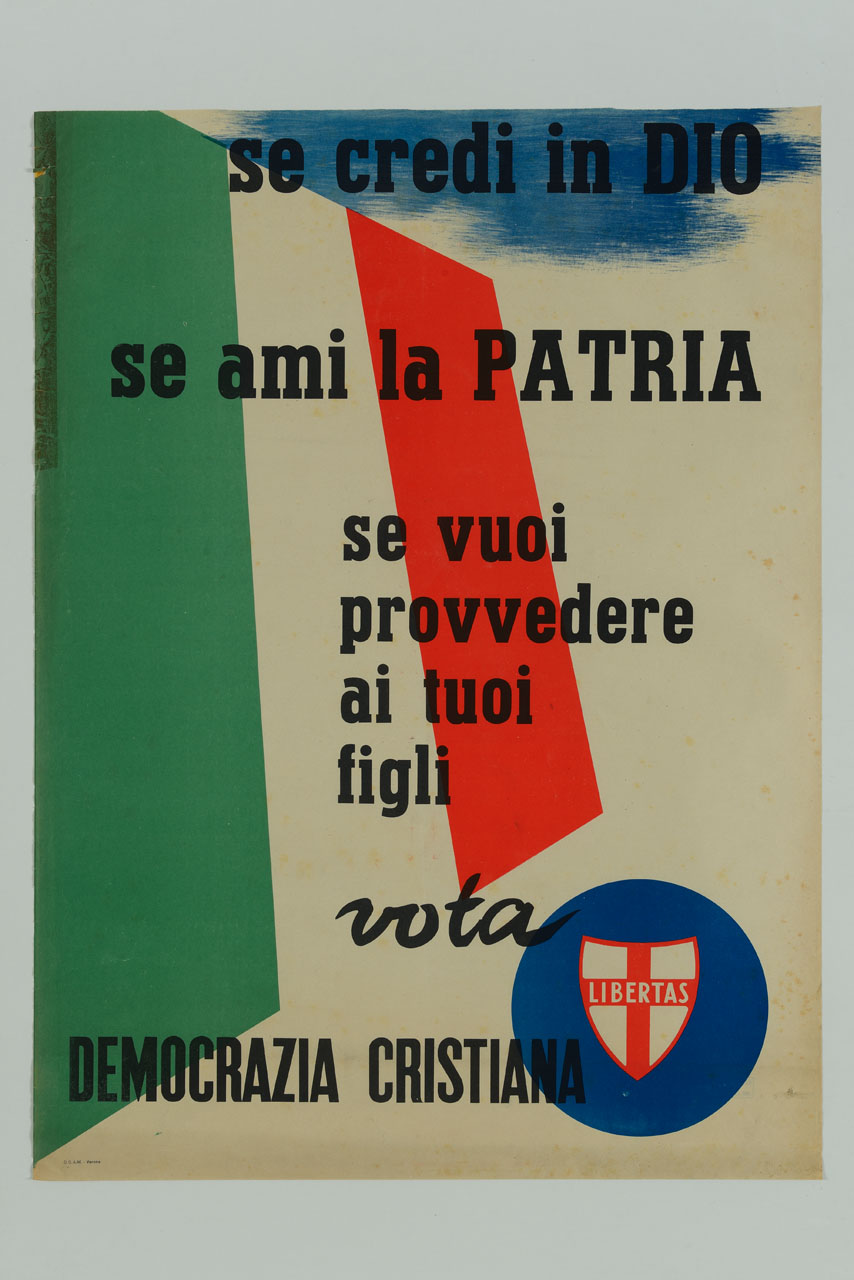 se credi in DIO
se ami la PATRIA
se vuoi
provvedere
ai tuoi
figli
vota
LIBERTAS
DEMOCRAZIA CRISTIANA